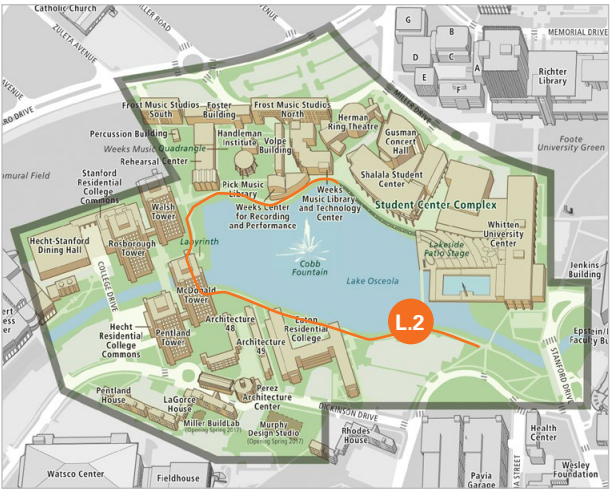 Catholic Church
ZULETA AVENUE
MILLER ROAD
AVENUE
G
B
D
C
A
E
F
MEMORIAL DRIVE
Richter
Library
MILLER DRIVE
Foote
University Green
Frost Music Studios
South
Foster
Building
Frost Music Studios
North
Herman
Ring Theatre
Gusman
Concert
Hall
Percussion Building
Weeks Music Quadrangle
Rehearsal Center
Handleman
Institute
Volpe
Building
Shalala Student
Center
Student Center Complex
Stanford
Residential
College
Commons
Pick Music
Library
Weeks Center
for Recording
and Performance
Weeks
Music Library
and Technology
Center
Walsh
Tower
Whitten
University
Center
Hecht-Stanford
Dining Hall
Rosborough
Tower
Labyrinth
Lakeside
Patio Stage
Cobb
Fountain
Lake Osceola
Jenkins
Building
COLLEGE DRIVE
McDonald
Tower
Hecht
Residential
College
Commons
Pentland
Tower
Architecture
48
Architecture
49
Eaton
Residential
College
L.2
STANFORD DRIVE
Pentland
House
LaGorce
House
Perez
Architecture
Center
DICKINSON DRIVE
Miller BuildLab
(Opening Spring 2017)
Murphy
Design Studio
(Opening Spring 2017)
Rhodes
House
Health
Center
Watsco Center
Fieldhouse
Pavia
Garage
Wesley
Foundation